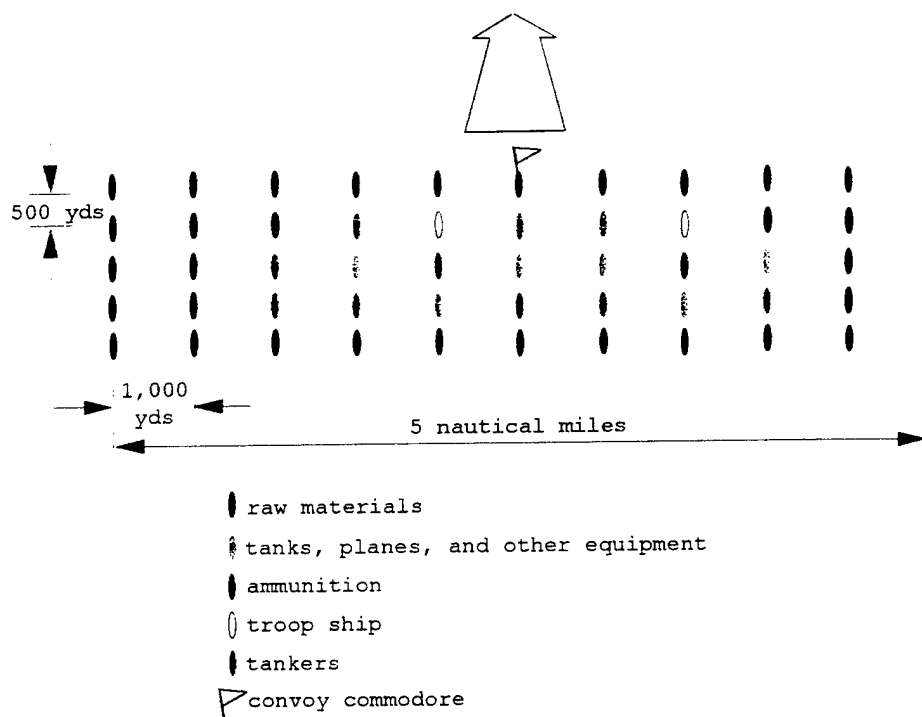 500 yds
1,000
yds
5 nautical miles
raw materials
tanks, planes, and other equipment
ammunition
troop ship
tankers
convoy commodore